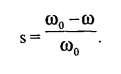 s = (ω₀ − ω) / ω₀ .